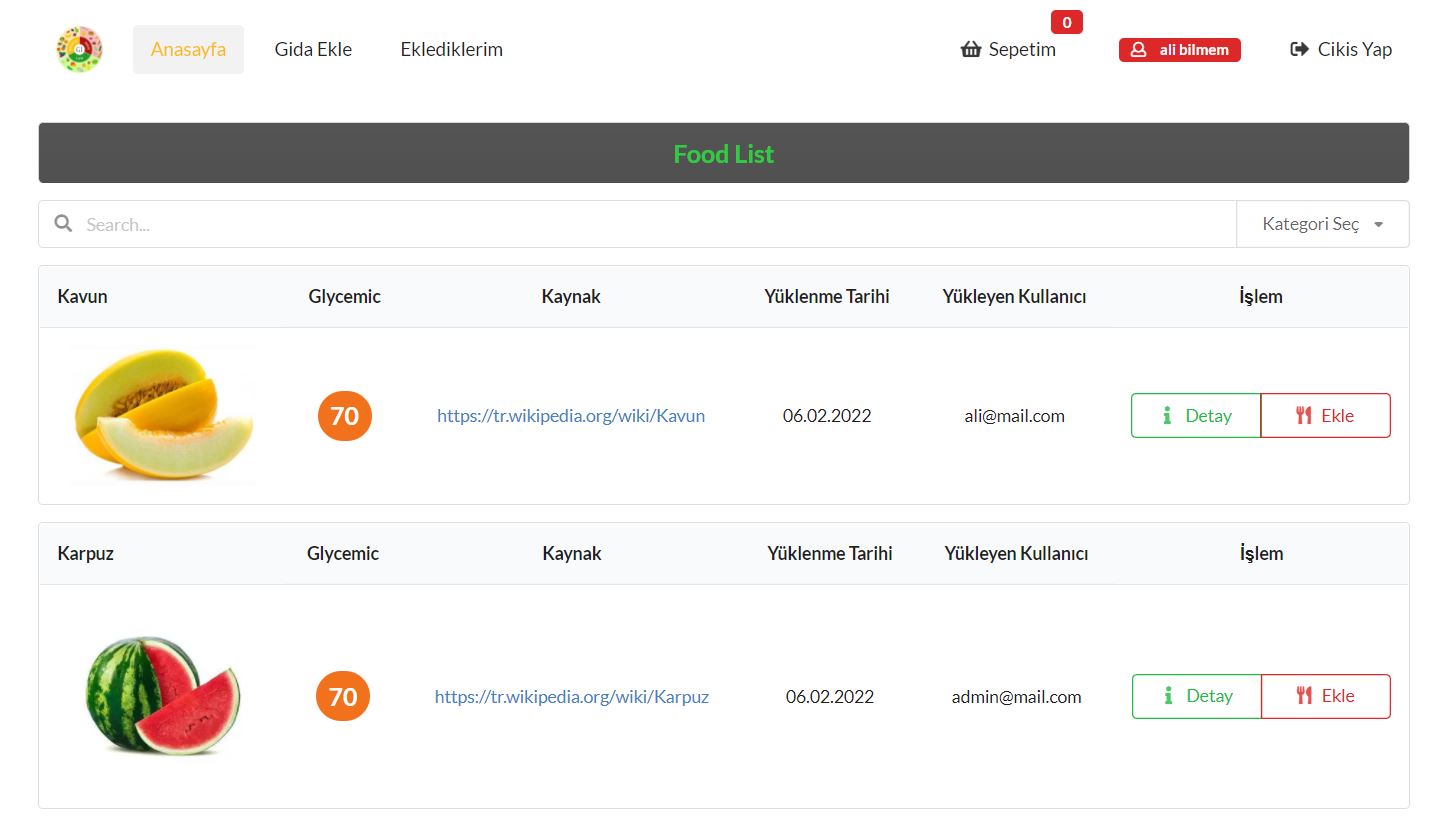 Anasayfa Gida Ekle Eklediklerim Sepetim 0 ali bilmem Cikis Yap
Food List
Search... Kategori Seç
Kavun Glycemic Kaynak Yüklenme Tarihi Yükleyen Kullanıcı İşlem
70 https://tr.wikipedia.org/wiki/Kavun 06.02.2022 ali@mail.com Detay Ekle
Karpuz Glycemic Kaynak Yüklenme Tarihi Yükleyen Kullanıcı İşlem
70 https://tr.wikipedia.org/wiki/Karpuz 06.02.2022 admin@mail.com Detay Ekle